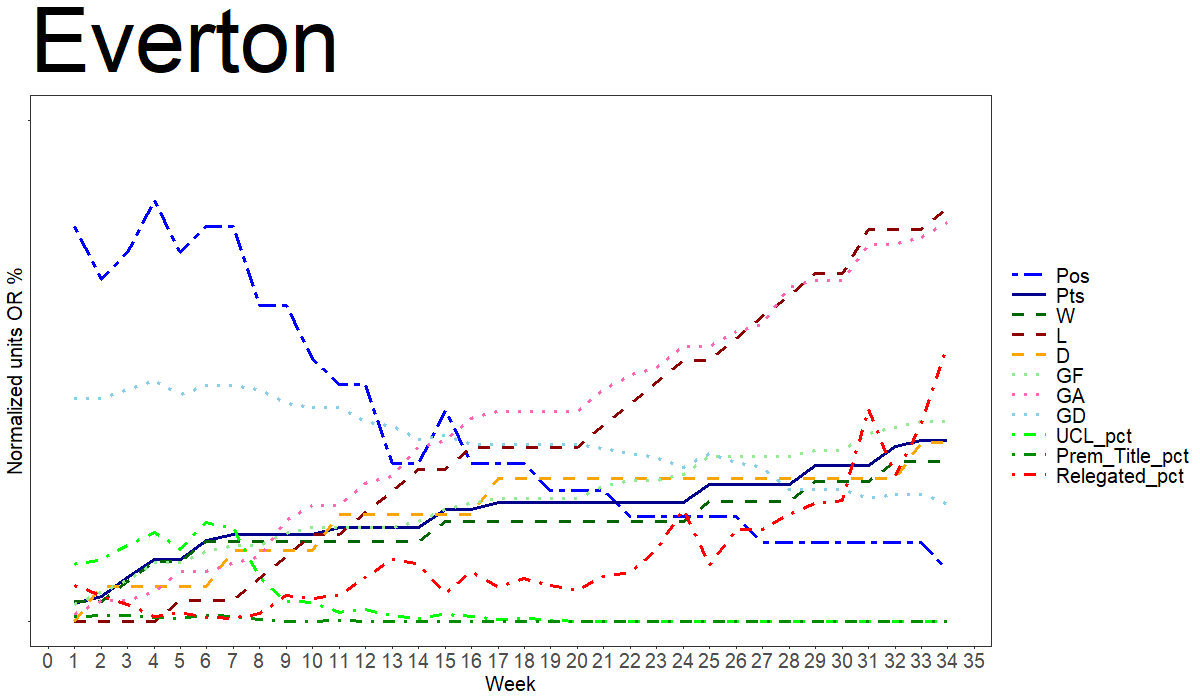 Everton
Normalized units OR %
0 1 2 3 4 5 6 7 8 9 10 11 12 13 14 15 16 17 18 19 20 21 22 23 24 25 26 27 28 29 30 31 32 33 34 35
Week
Pos
Pts
W
L
D
GF
GA
GD
UCL_pct
Prem_Title_pct
Relegated_pct